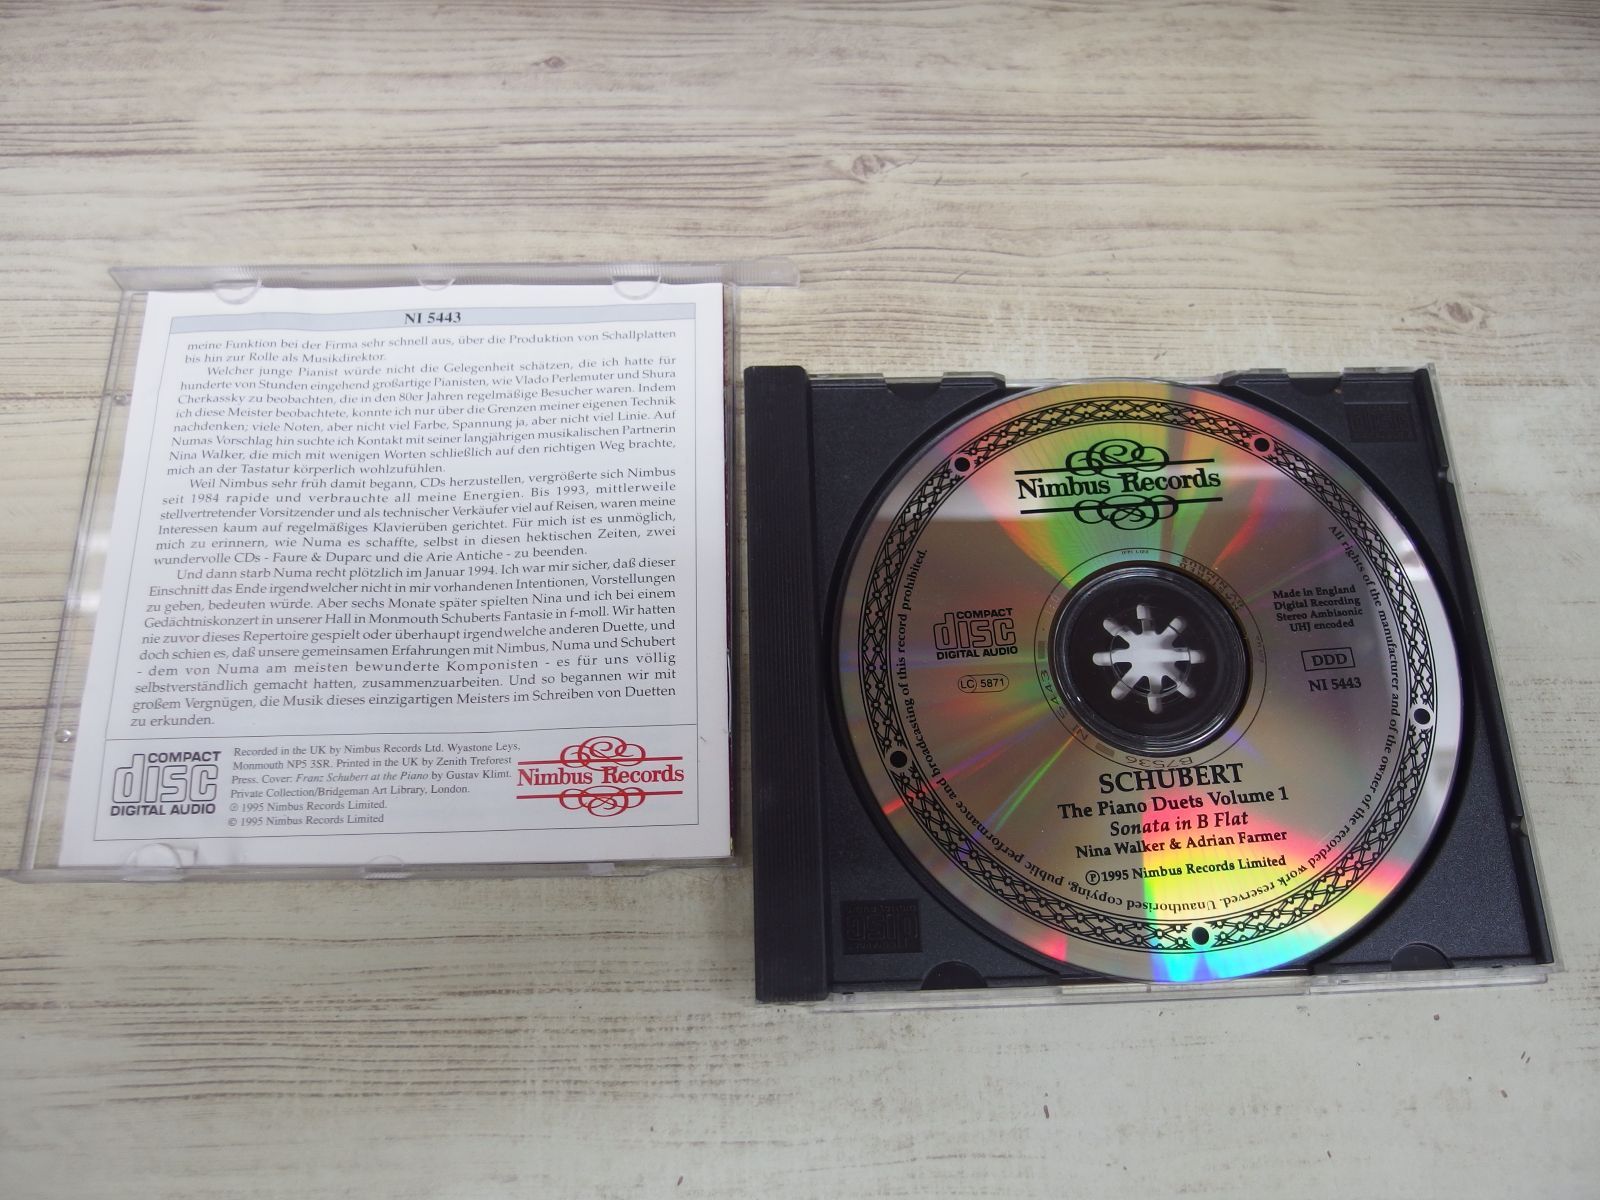 NI 5443
meine Funktion bei der Firma sehr schnell aus, über die Produktion von Schallplatten
bis hin zur Rolle als Musikdirektor.
Welcher junge Pianist würde nicht die Gelegenheit schätzen, die ich hatte für
hunderte von Stunden eingehend großartige Pianisten, wie Vlado Perlemuter und Shura
Cherkassky zu beobachten, die in den 80er Jahren regelmäßige Besucher waren. Indem
ich diese Meister beobachtete, konnte ich nur über die Grenzen meiner eigenen Technik
nachdenken; viele Noten, aber nicht viel Farbe, Spannung ja, aber nicht viel Linie. Auf
Numas Vorschlag hin suchte ich Kontakt mit seiner langjährigen musikalischen Partnerin
Nina Walker, die mich mit wenigen Worten schließlich auf den richtigen Weg brachte,
mich an der Tastatur körperlich wohlzufühlen.
Weil Nimbus sehr früh damit begann, CDs herzustellen, vergrößerte sich Nimbus
seit 1984 rapide und verbrauchte all meine Energien. Bis 1993, mittlerweile
stellvertretender Vorsitzender und als technischer Verkäufer viel auf Reisen, waren meine
Interessen kaum auf regelmäßiges Klavierüben gerichtet. Für mich ist es unmöglich,
mich zu erinnern, wie Numa es schaffte, selbst in diesen hektischen Zeiten, zwei
wundervolle CDs - Faure & Duparc und die Arie Antiche - zu beenden.
Und dann starb Numa recht plötzlich im Januar 1994. Ich war mir sicher, daß dieser
Einschnitt das Ende irgendwelcher nicht in mir vorhandenen Intentionen, Vorstellungen
zu geben, bedeuten würde. Aber sechs Monate später spielten Nina und ich bei einem
Gedächtniskonzert in unserer Hall in Monmouth Schuberts Fantasie in f-moll. Wir hatten
nie zuvor dieses Repertoire gespielt oder überhaupt irgendwelche anderen Duette, und
doch schien es, daß unsere gemeinsamen Erfahrungen mit Nimbus, Numa und Schubert
- dem von Numa am meisten bewunderte Komponisten - es für uns völlig
selbstverständlich gemacht hatten, zusammenzuarbeiten. Und so begannen wir mit
großem Vergnügen, die Musik dieses einzigartigen Meisters im Schreiben von Duetten
zu erkunden.
COMPACT
disc
DIGITAL AUDIO
Recorded in the UK by Nimbus Records Ltd. Wyastone Leys,
Monmouth NP5 3SR. Printed in the UK by Zenith Treforest
Press. Cover: Franz Schubert at the Piano by Gustav Klimt.
Private Collection/Bridgeman Art Library, London.
℗ 1995 Nimbus Records Limited.
© 1995 Nimbus Records Limited
Nimbus Records
Nimbus Records
COMPACT
disc
DIGITAL AUDIO
LC 5871
Made in England
Digital Recording
Stereo Ambisonic
UHJ encoded
DDD
NI 5443
NI 5443
B75536
SCHUBERT
The Piano Duets Volume 1
Sonata in B Flat
Nina Walker & Adrian Farmer
℗1995 Nimbus Records Limited
All rights of the manufacturer and of the owner of the recorded work reserved. Unauthorised copying, public performance and broadcasting of this record prohibited.